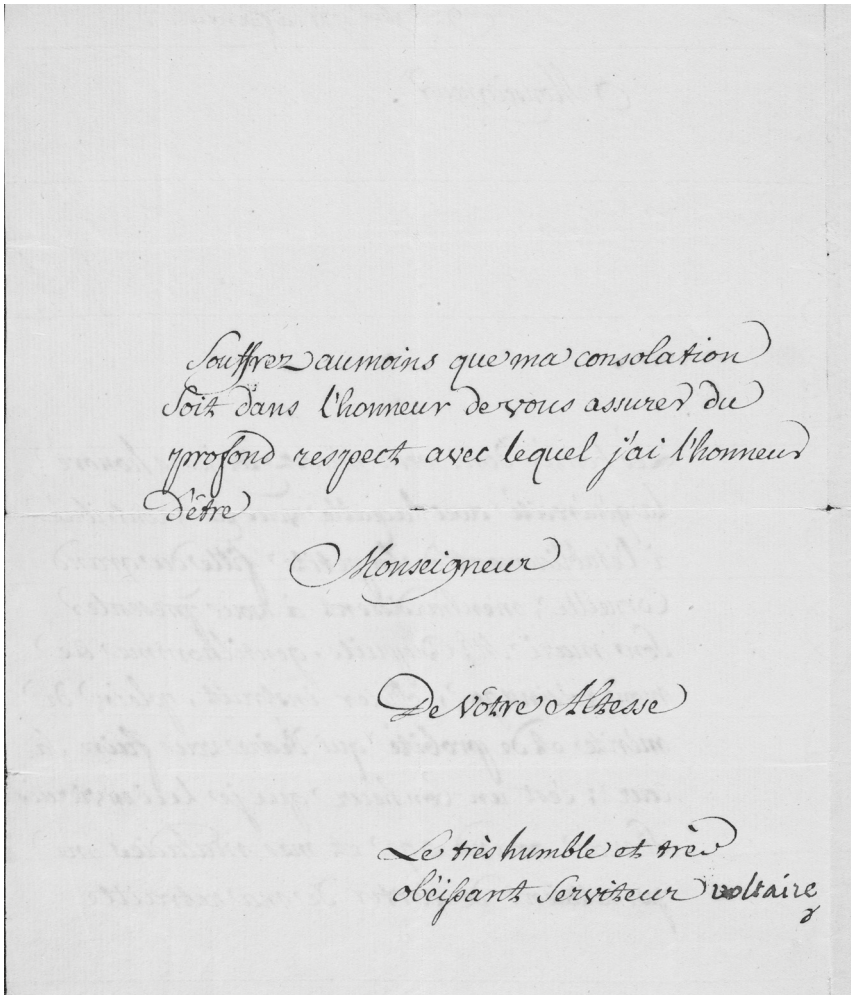 Souffrez aumoins que ma consolation
soit dans l'honneur de vous assurer du
profond respect avec lequel j'ai l'honneur
d'être
Monseigneur
De vôtre Altesse
Le très humble et très
obéissant serviteur voltaire